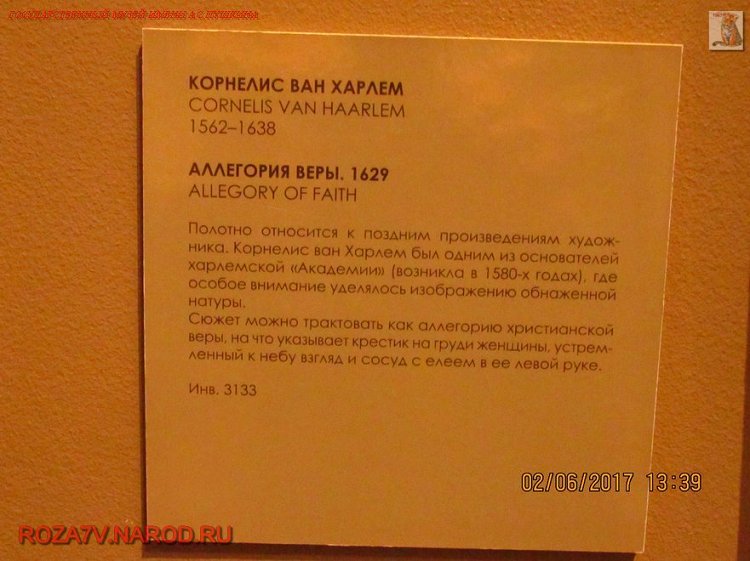 ГОСУДАРСТВЕННЫЙ МУЗЕЙ ИМЕНИ А.С.ПУШКИНА
КОРНЕЛИС ВАН ХАРЛЕМ
CORNELIS VAN HAARLEM
1562–1638
АЛЛЕГОРИЯ ВЕРЫ. 1629
ALLEGORY OF FAITH
Полотно относится к поздним произведениям худож-
ника. Корнелис ван Харлем был одним из основателей
харлемской «Академии» (возникла в 1580-х годах), где
особое внимание уделялось изображению обнаженной
натуры.
Сюжет можно трактовать как аллегорию христианской
веры, на что указывает крестик на груди женщины, устрем-
ленный к небу взгляд и сосуд с елеем в ее левой руке.
Инв. 3133
02/06/2017 13:39
ROZA7V.NAROD.RU